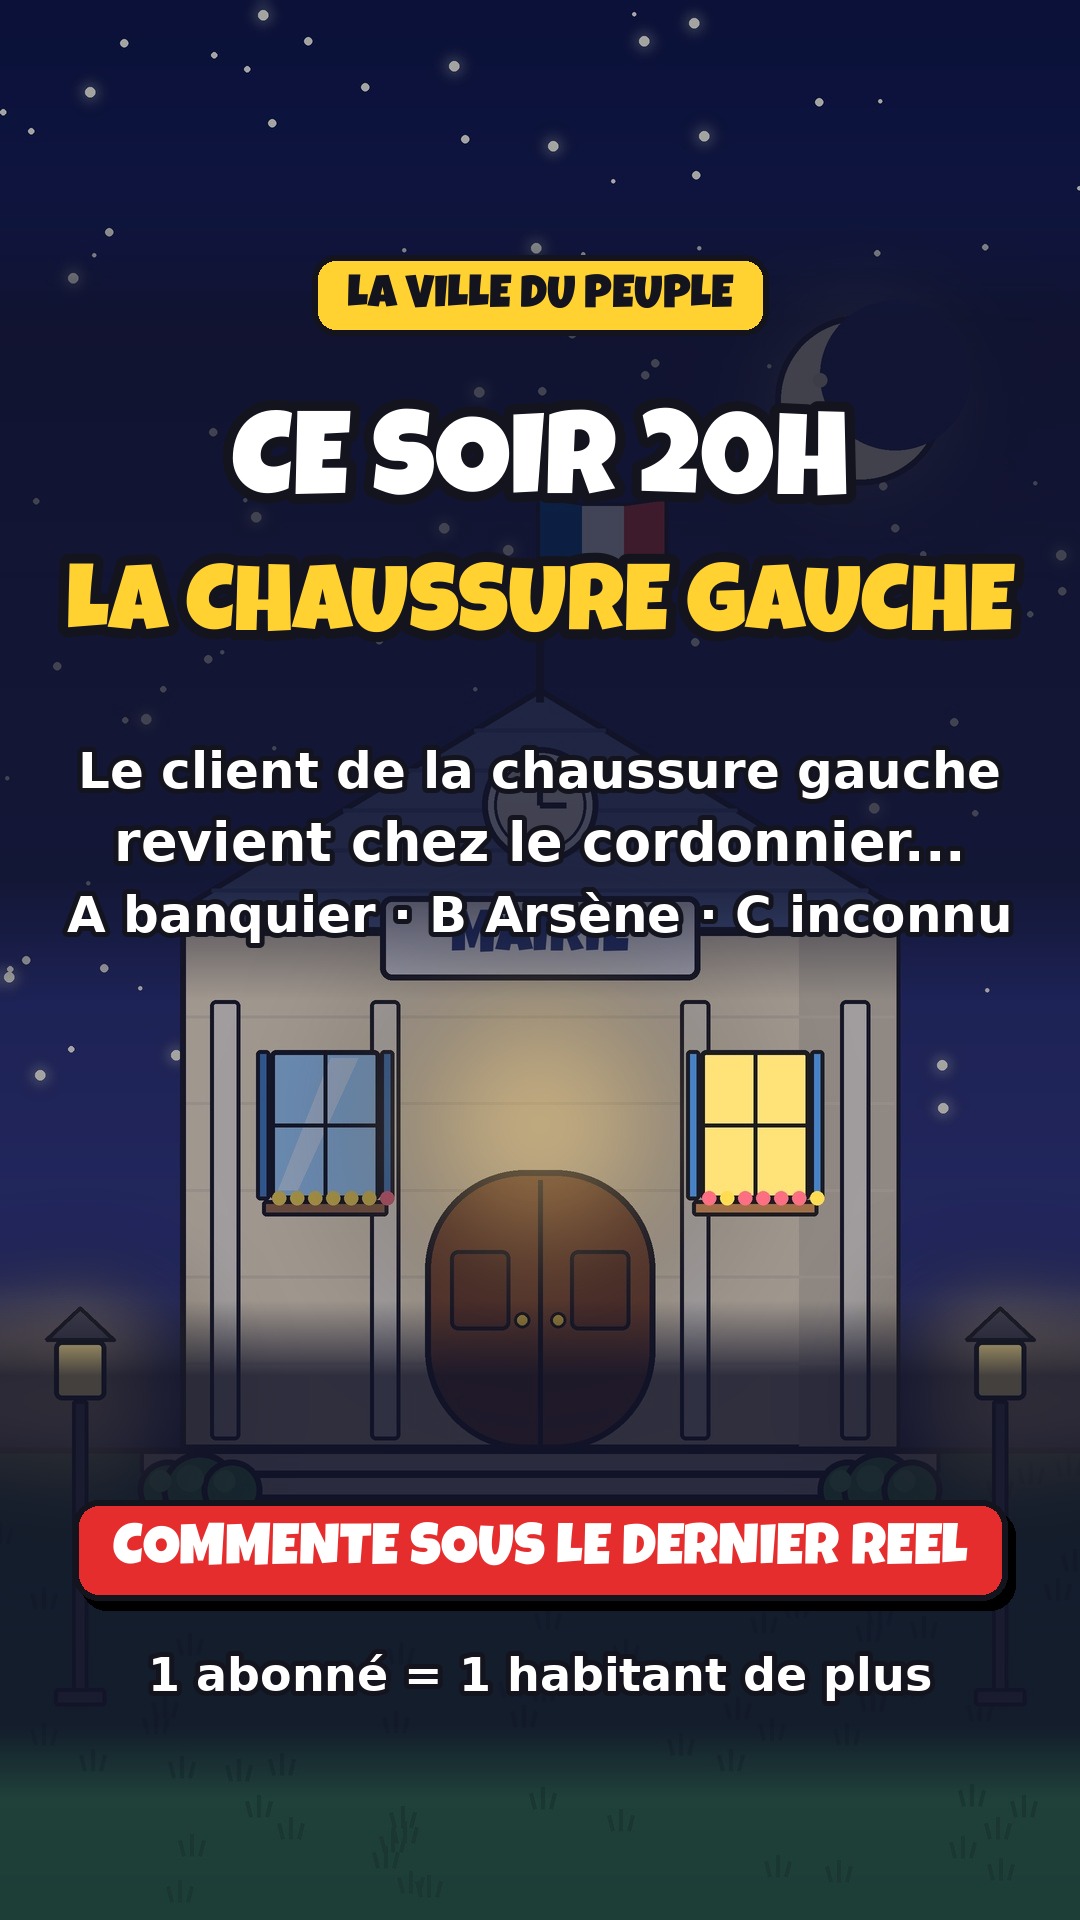 LA VILLE DU PEUPLE
CE SOIR 20H
LA CHAUSSURE GAUCHE
Le client de la chaussure gauche
revient chez le cordonnier...
A banquier · B Arsène · C inconnu
MAIRIE
COMMENTE SOUS LE DERNIER REEL
1 abonné = 1 habitant de plus